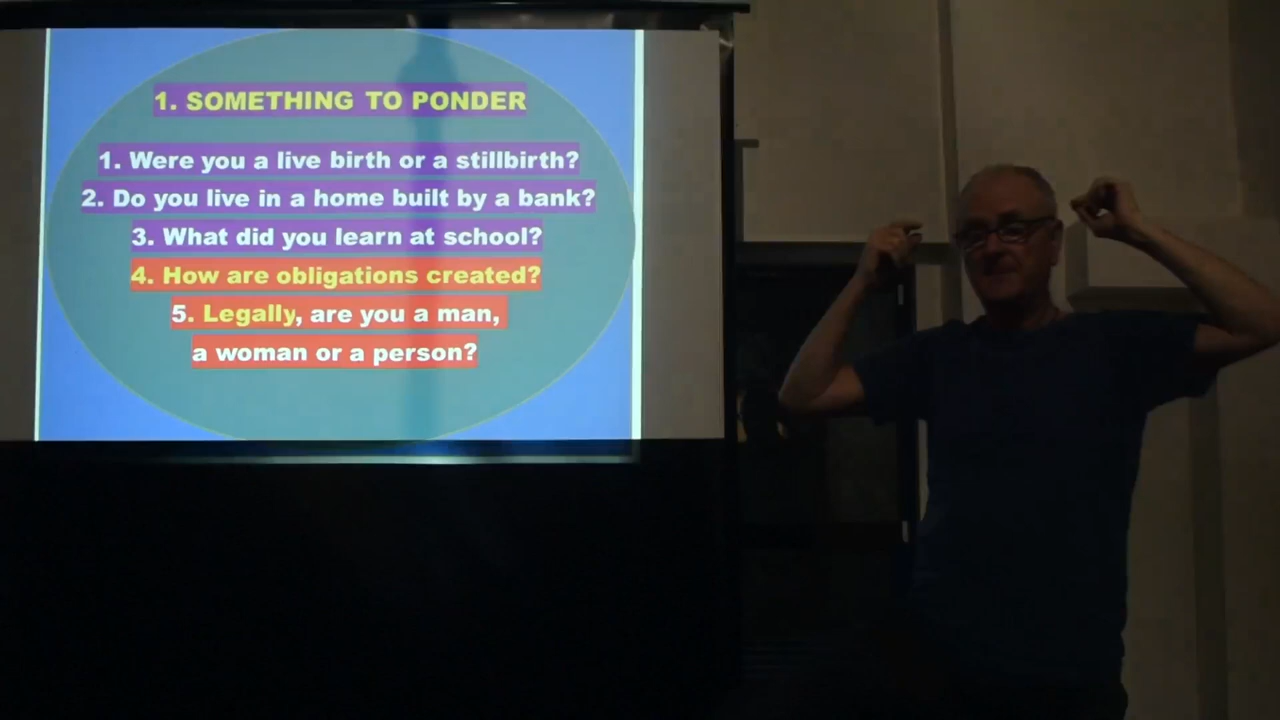 1. SOMETHING TO PONDER
1. Were you a live birth or a stillbirth?
2. Do you live in a home built by a bank?
3. What did you learn at school?
4. How are obligations created?
5. Legally, are you a man,
a woman or a person?